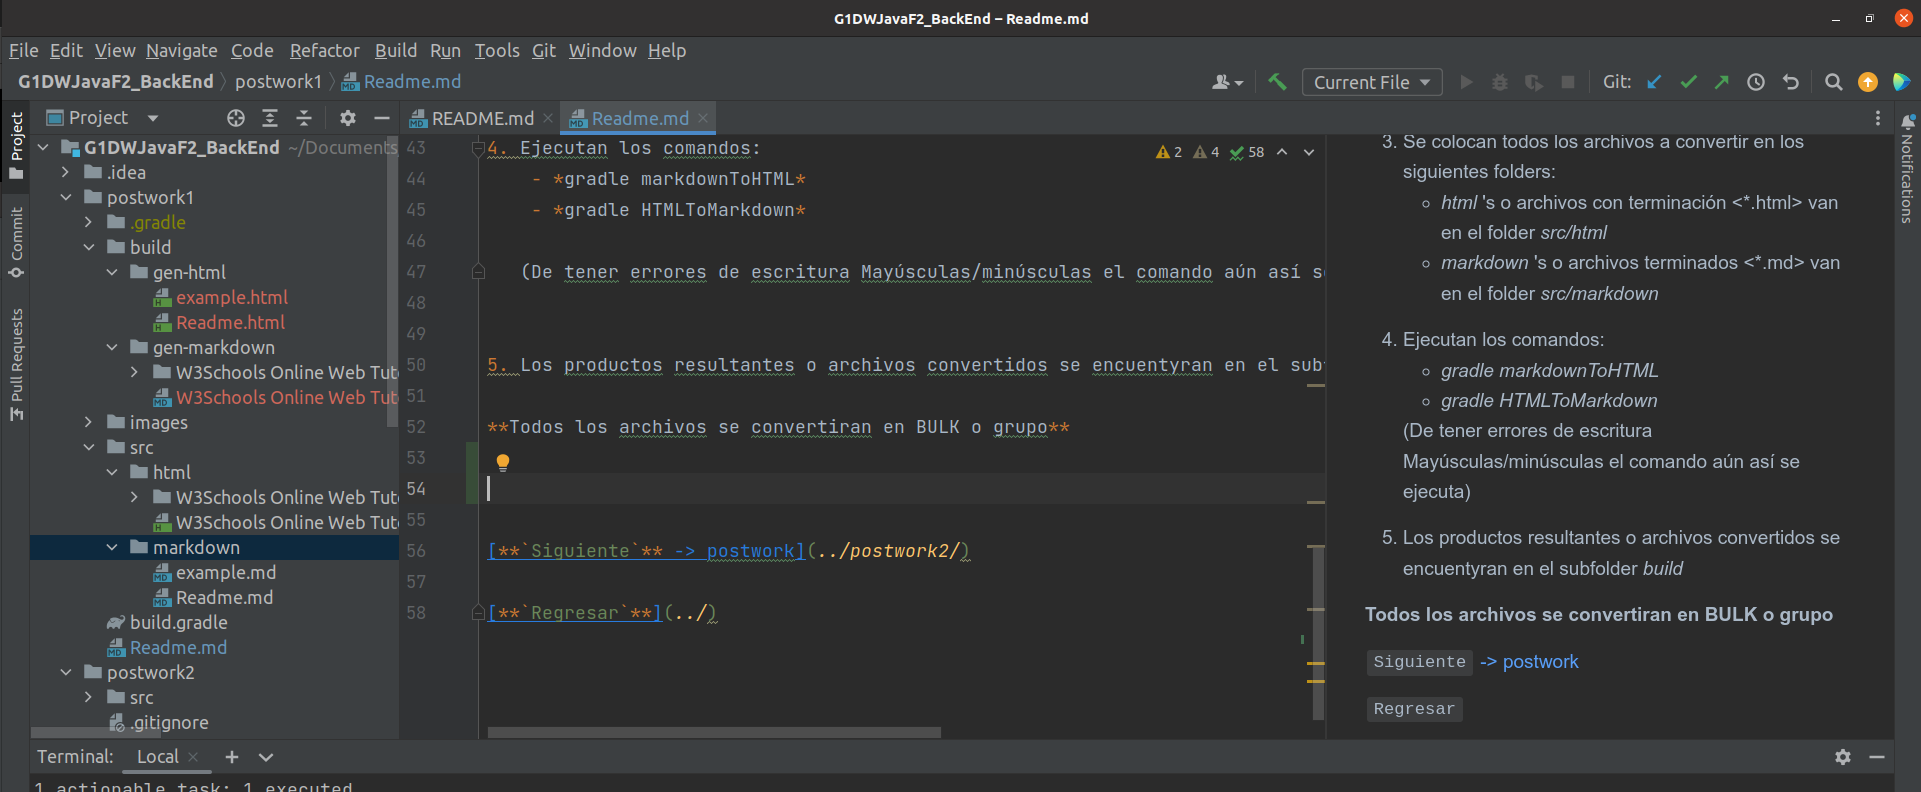 G1DWJavaF2_BackEnd – Readme.md
File Edit View Navigate Code Refactor Build Run Tools Git Window Help
G1DWJavaF2_BackEnd postwork1 Readme.md
Current File Git:
Project
Commit
Pull Requests
Project
G1DWJavaF2_BackEnd ~/Documents
.idea
postwork1
.gradle
build
gen-html
example.html
Readme.html
gen-markdown
W3Schools Online Web Tut
W3Schools Online Web Tut
images
src
html
W3Schools Online Web Tut
W3Schools Online Web Tut
markdown
example.md
Readme.md
build.gradle
Readme.md
postwork2
src
.gitignore
README.md Readme.md
2 4 58
43 4. Ejecutan los comandos:
44 - *gradle markdownToHTML*
45 - *gradle HTMLToMarkdown*
46
47 (De tener errores de escritura Mayúsculas/minúsculas el comando aún así s
48
49
50 5. Los productos resultantes o archivos convertidos se encuentyran en el sub
51
52 **Todos los archivos se convertiran en BULK o grupo**
53
54
55
56 [**`Siguiente`** -> postwork](../postwork2/)
57
58 [**`Regresar`**](../)
3. Se colocan todos los archivos a convertir en los
siguientes folders:
html 's o archivos con terminación <*.html> van
en el folder src/html
markdown 's o archivos terminados <*.md> van
en el folder src/markdown
4. Ejecutan los comandos:
gradle markdownToHTML
gradle HTMLToMarkdown
(De tener errores de escritura
Mayúsculas/minúsculas el comando aún así se
ejecuta)
5. Los productos resultantes o archivos convertidos se
encuentyran en el subfolder build
Todos los archivos se convertiran en BULK o grupo
Siguiente -> postwork
Regresar
Notifications
Terminal: Local
1 actionable task: 1 executed